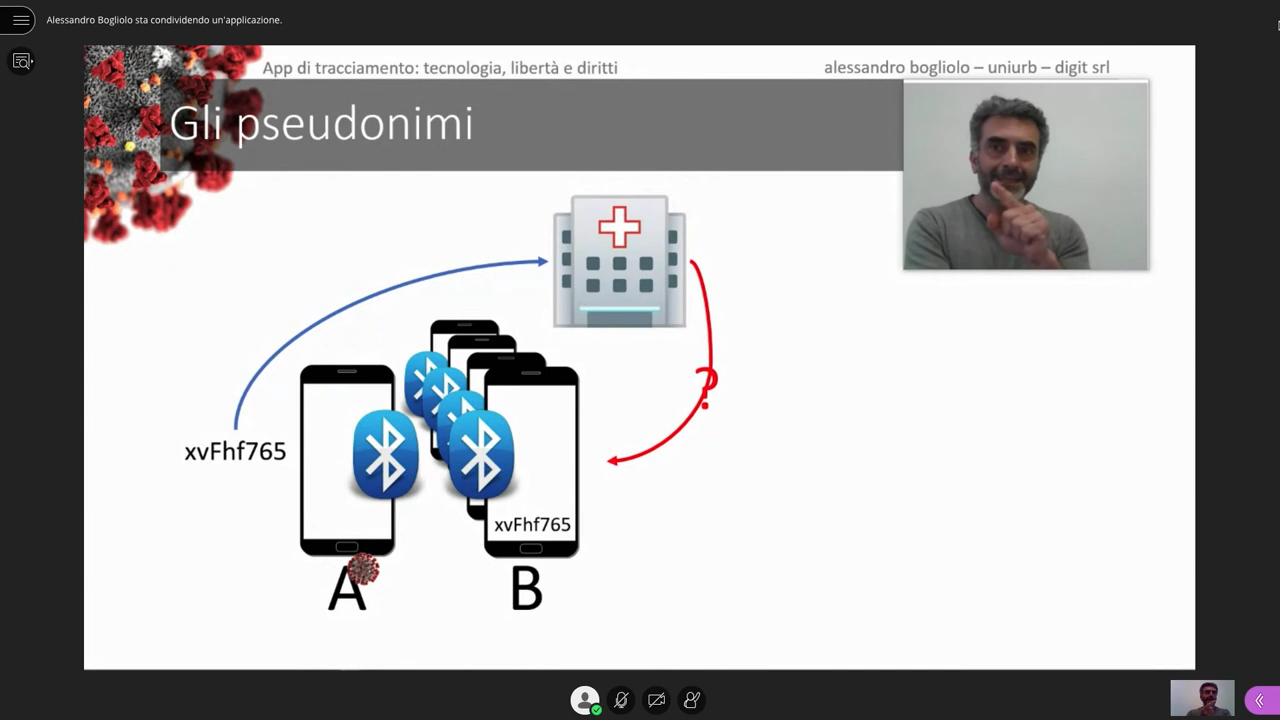 Alessandro Bogliolo sta condividendo un'applicazione.
App di tracciamento: tecnologia, libertà e diritti
alessandro bogliolo – uniurb – digit srl
Gli pseudonimi
?
xvFhf765
xvFhf765
A
B